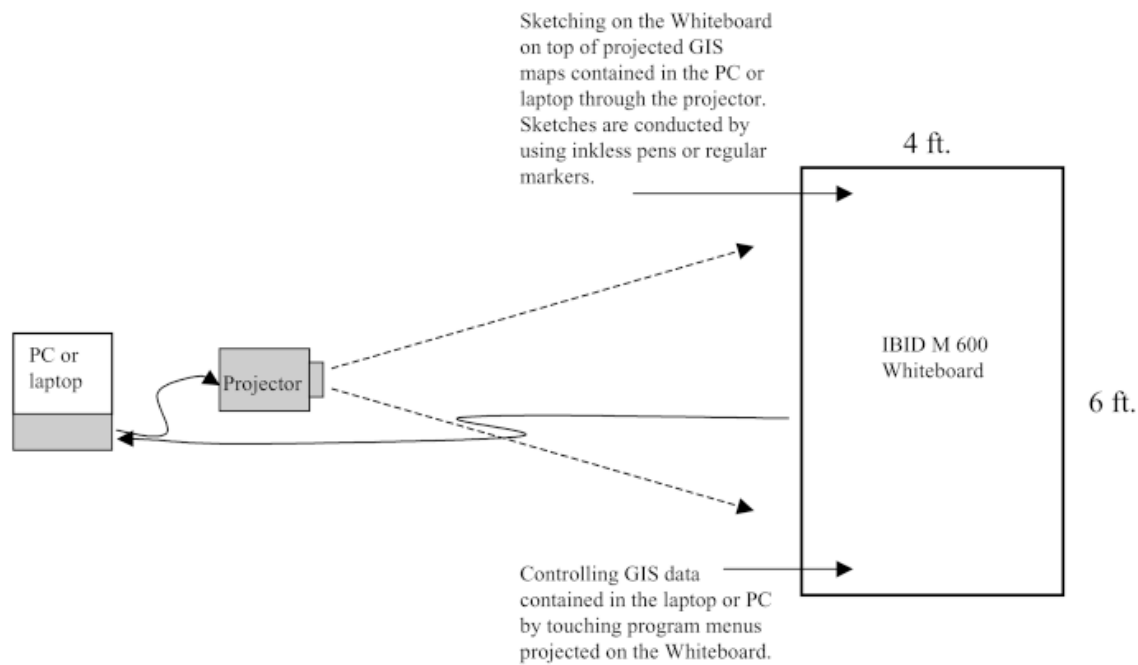 Sketching on the Whiteboard
on top of projected GIS
maps contained in the PC or
laptop through the projector.
Sketches are conducted by
using inkless pens or regular
markers.
4 ft.
PC or
laptop
Projector
IBID M 600
Whiteboard
6 ft.
Controlling GIS data
contained in the laptop or PC
by touching program menus
projected on the Whiteboard.